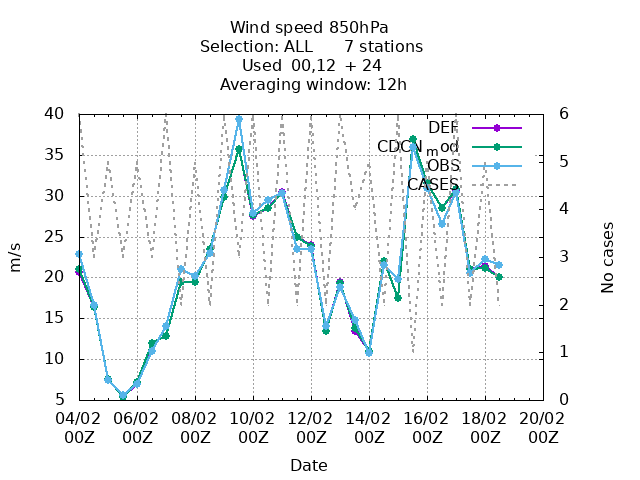 Wind speed 850hPa
Selection: ALL 7 stations
Used 00,12 + 24
Averaging window: 12h
40 6
DEF
CDCN_mod
35 5
OBS
CASES
30 4
25 3
m/s
No cases
20 2
15
10 1
5 0
04/02 06/02 08/02 10/02 12/02 14/02 16/02 18/02 20/02
00Z 00Z 00Z 00Z 00Z 00Z 00Z 00Z 00Z
Date